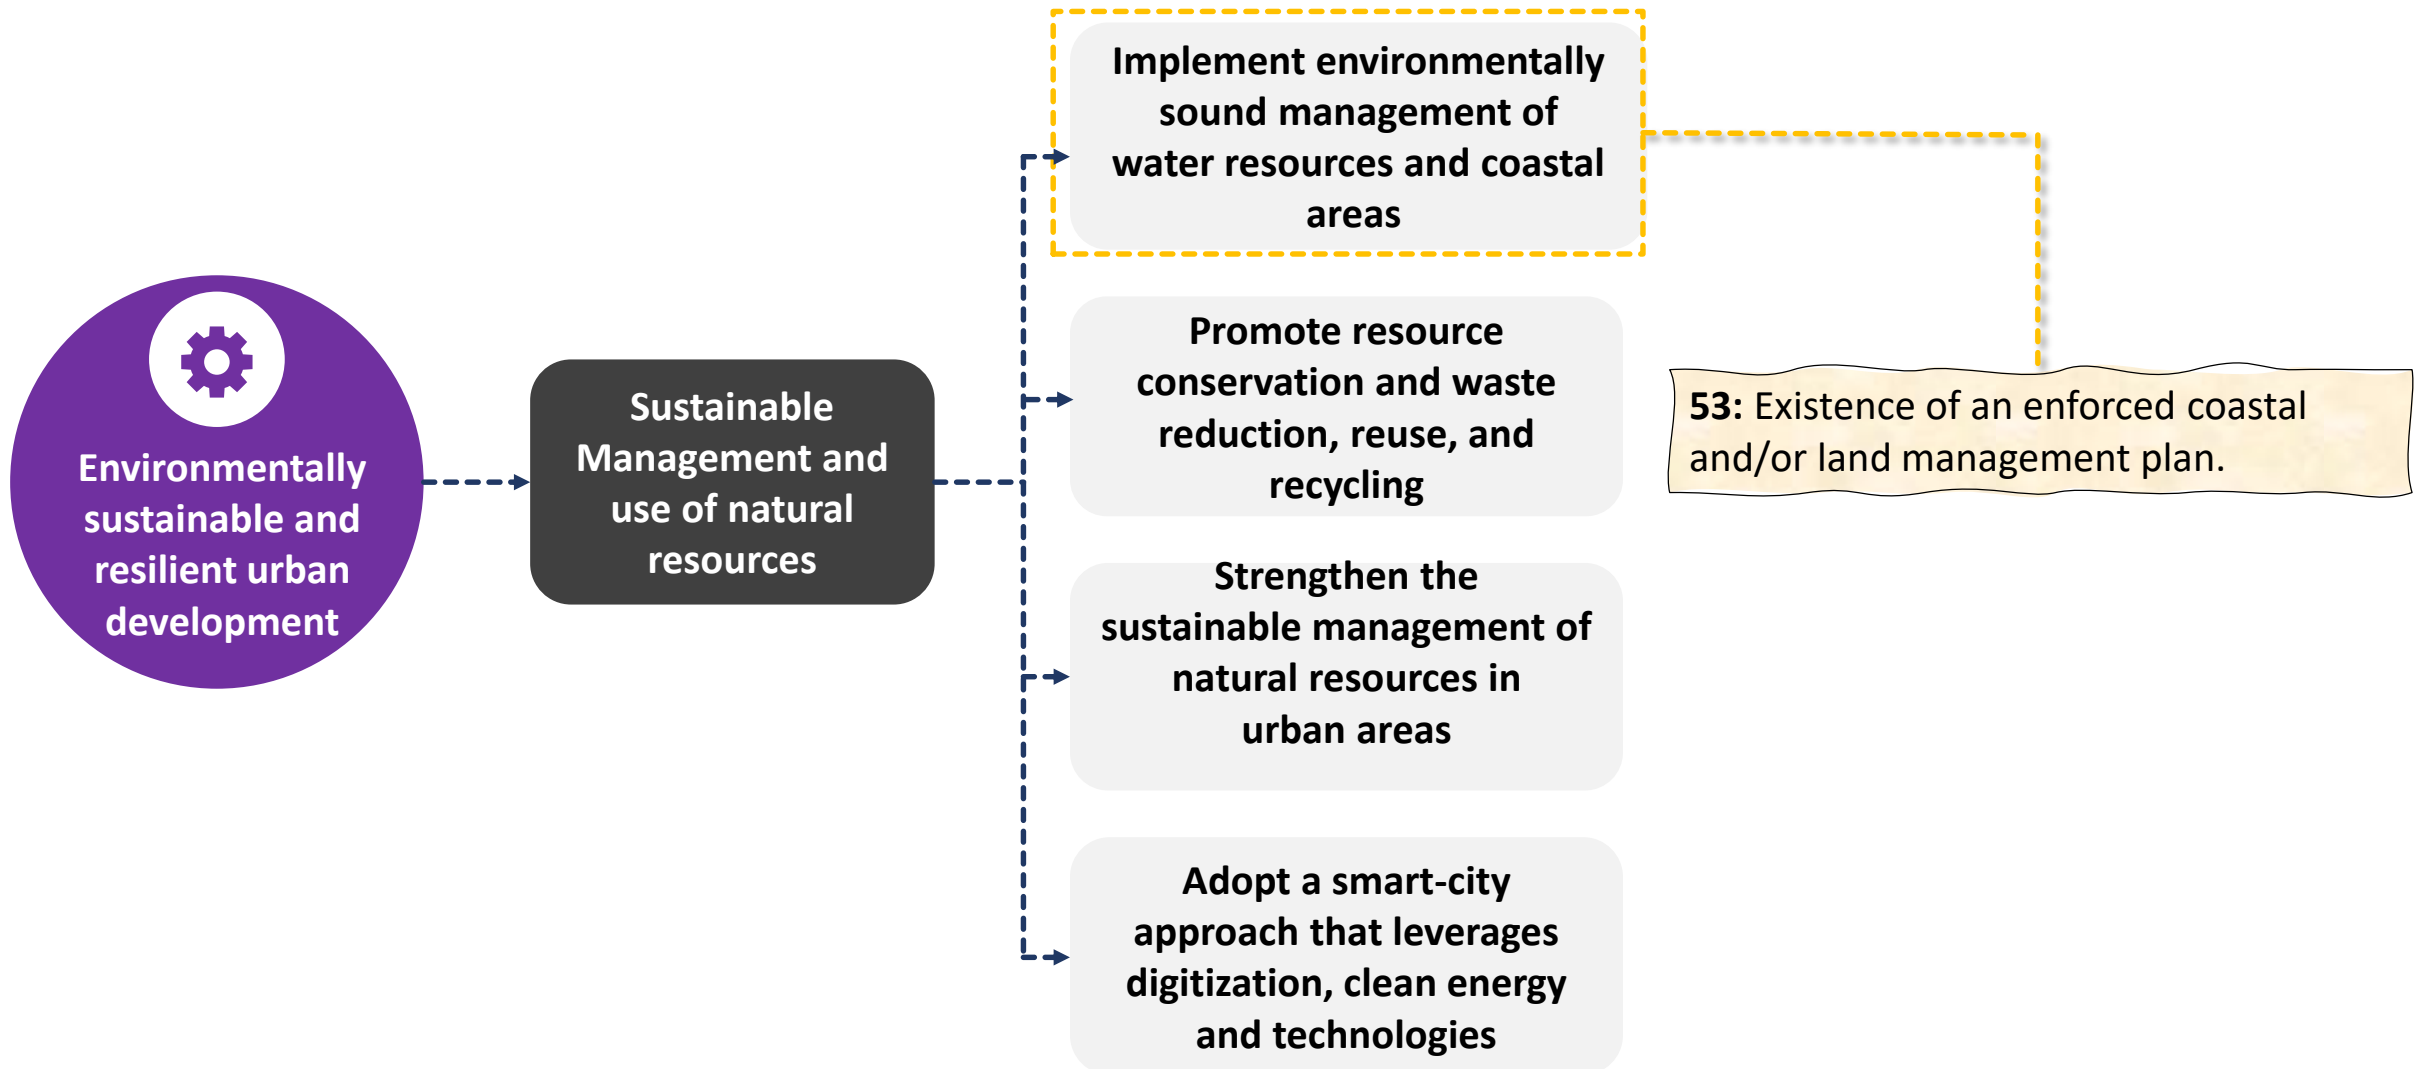 Environmentally
sustainable and
resilient urban
development
Sustainable
Management and
use of natural
resources
Implement environmentally
sound management of
water resources and coastal
areas
Promote resource
conservation and waste
reduction, reuse, and
recycling
Strengthen the
sustainable management of
natural resources in
urban areas
Adopt a smart-city
approach that leverages
digitization, clean energy
and technologies
53: Existence of an enforced coastal
and/or land management plan.